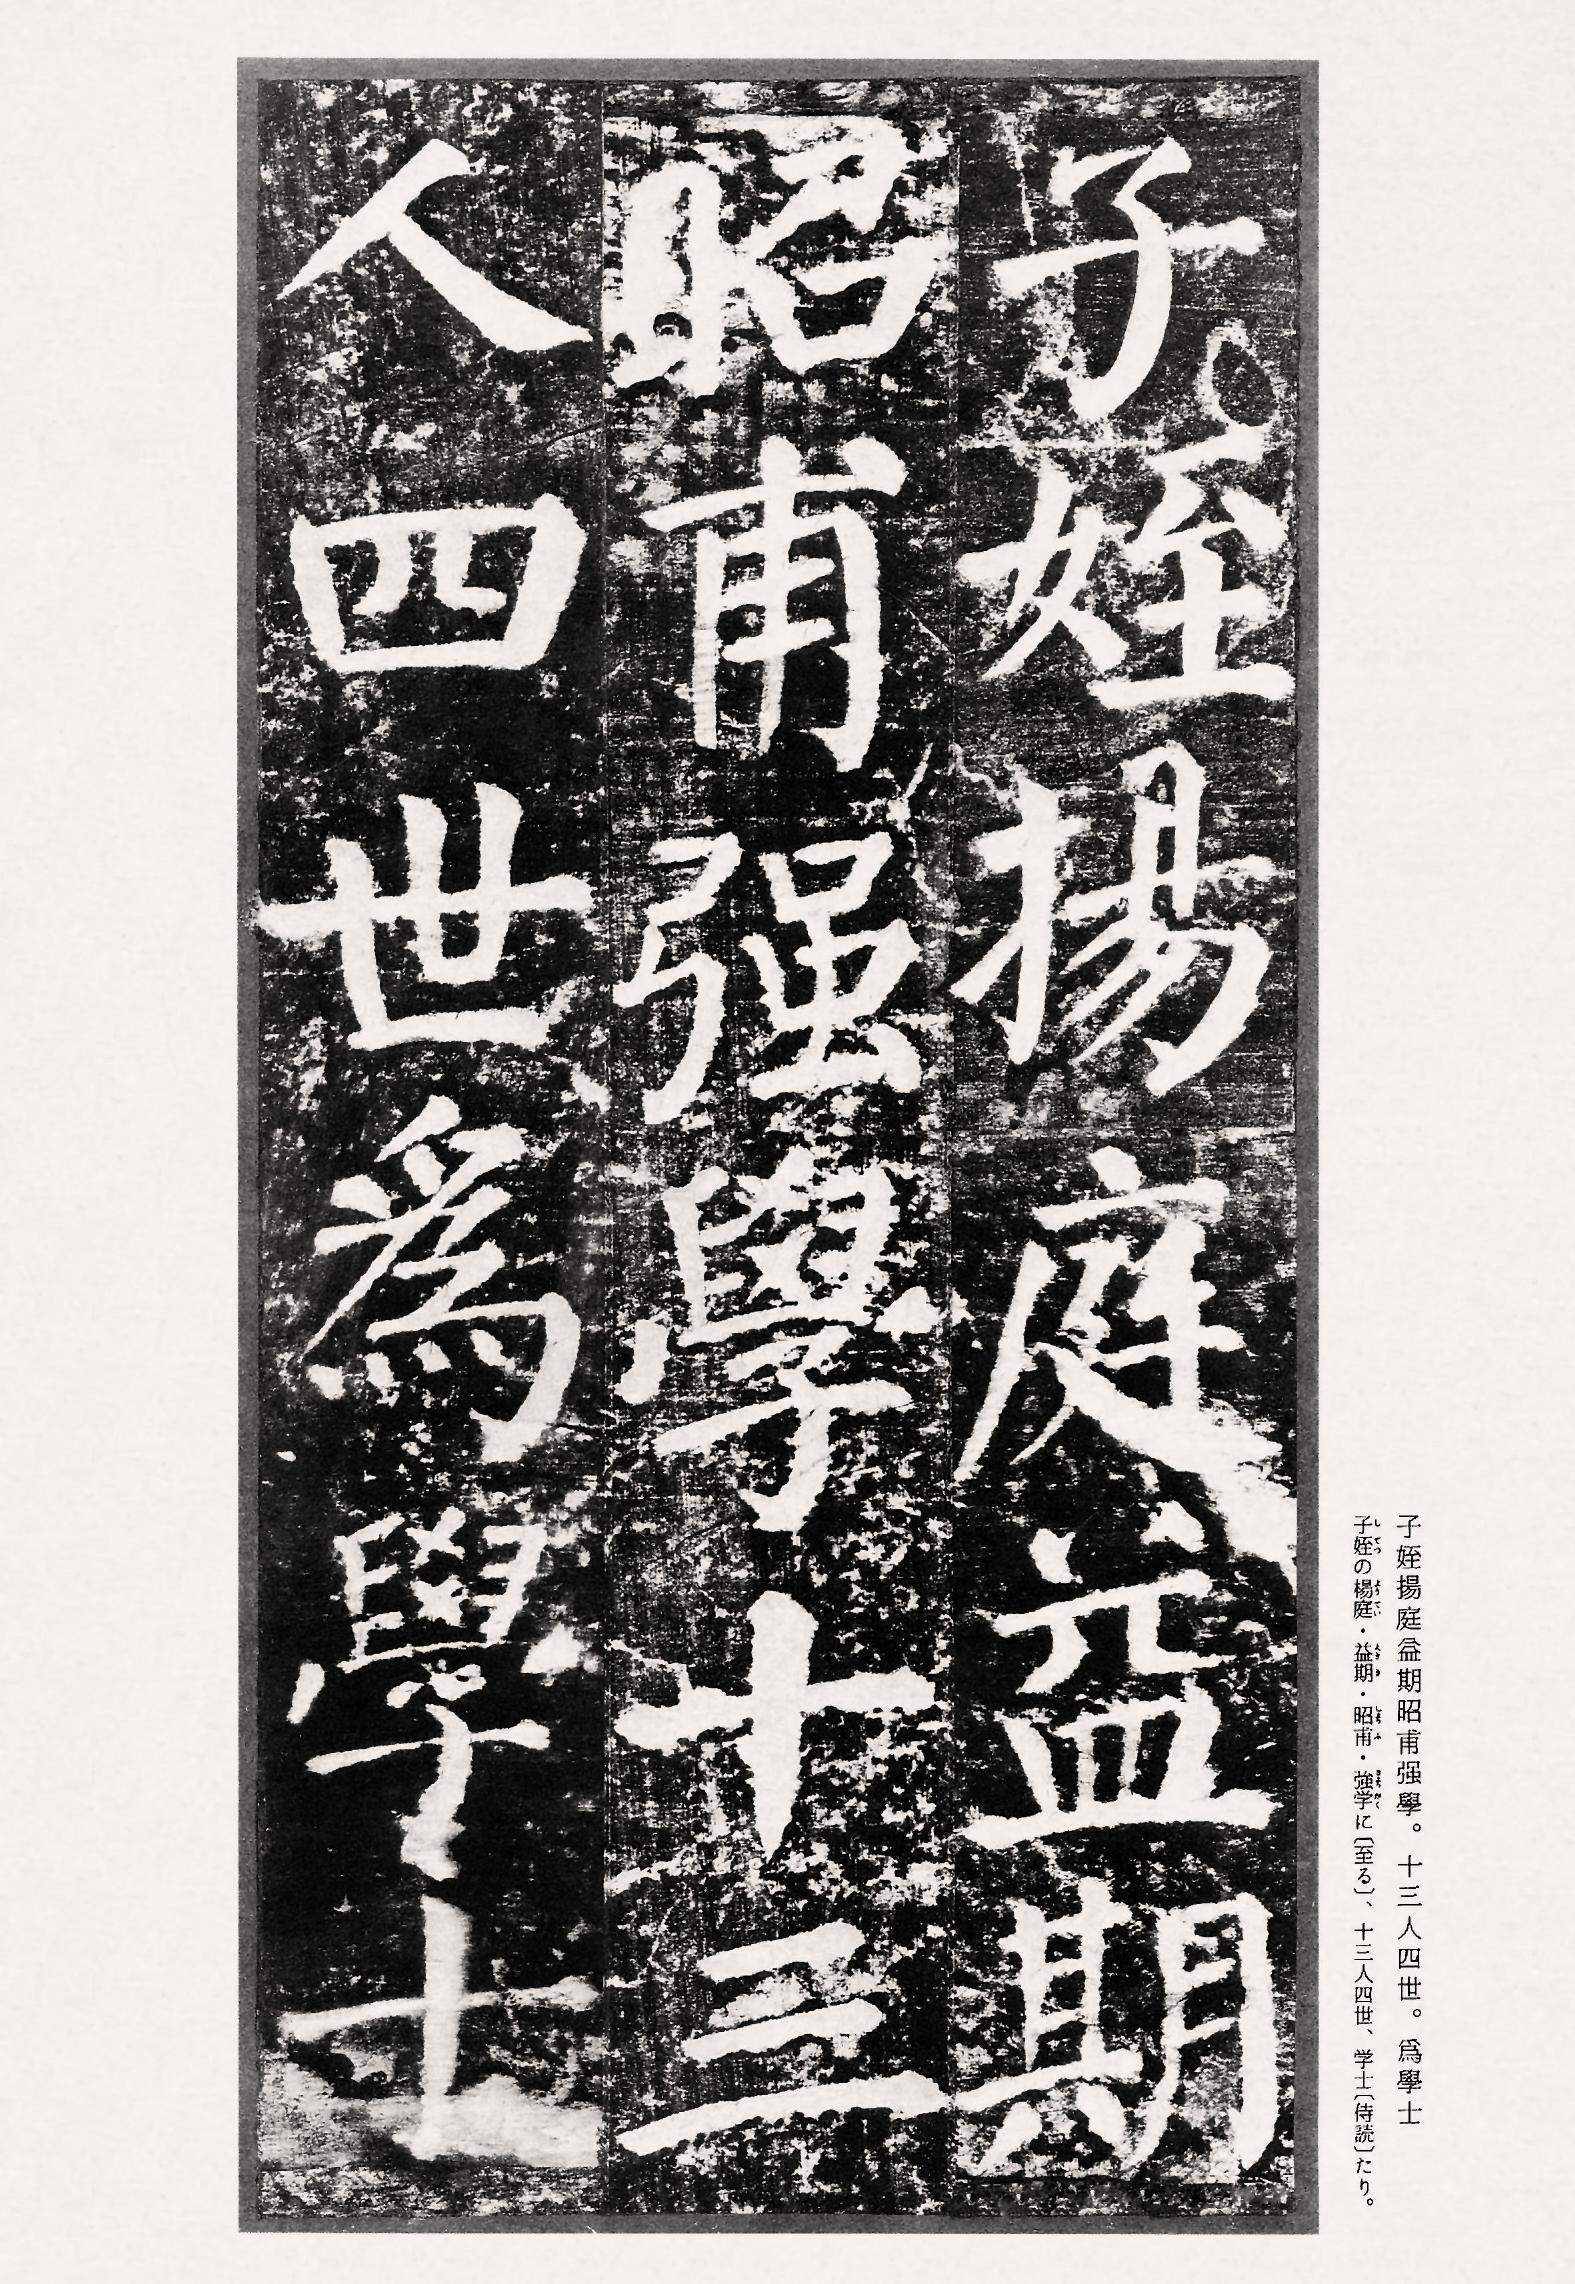 子姪揚庭益期昭甫强學。十三人四世。爲學士
子姪の楊庭・益期・昭甫・強学に〔至る〕、十三人四世、学士〔侍読〕たり。
子姪揚庭益期
昭甫强學十三
人四世爲學士